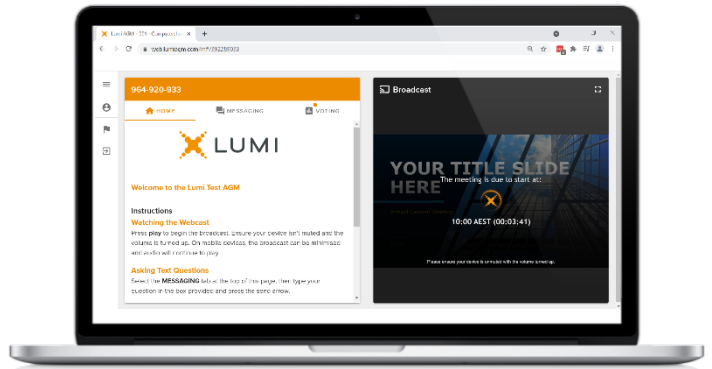 964-920-933
HOME
MESSAGING
VOTING
LUMI
Welcome to the Lumi Test AGM
Instructions
Watching the Webcast
Press play to begin the broadcast. Ensure your device isn't muted and the
volume is turned up. On mobile devices, the broadcast can be minimised
and audio will continue to play.
Asking Text Questions
Select the MESSAGING tab at the top of this page, then type your
question in the box provided and press the send arrow.
Broadcast
YOUR TITLE SLIDE
HERE
The meeting is due to start at:
10:00 AEST (00:03:41)
Please ensure your device is unmuted with the volume turned up.